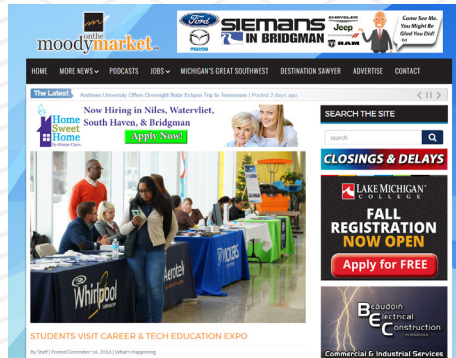 onthe
moodymarket.com
Ford
mazda
SIEMANS
IN BRIDGMAN
CHRYSLER
Jeep
DODGE
RAM
Come See Me.
You Might Be
Glad You Did!
-Ed
HOME
MORE NEWS
PODCASTS
JOBS
MICHIGAN'S GREAT SOUTHWEST
DESTINATION SAWYER
ADVERTISE
CONTACT
The Latest
Andrews University Offers Overnight Solar Eclipse Trip to Tennessee | Posted 2 days ago
Home
Sweet
Home
In-Home Care.
Now Hiring in Niles, Watervliet,
South Haven, & Bridgman
Apply Now!
SEARCH THE SITE
search
CLOSINGS & DELAYS
LAKE MICHIGAN
COLLEGE
FALL
REGISTRATION
NOW OPEN
Apply for FREE
Whirlpool
Aerotek
VICKERS
Beaudoin
Electrical
Construction
Commercial & Industrial Services
STUDENTS VISIT CAREER & TECH EDUCATION EXPO
By Staff | Posted December 16, 2016 | What's Happening